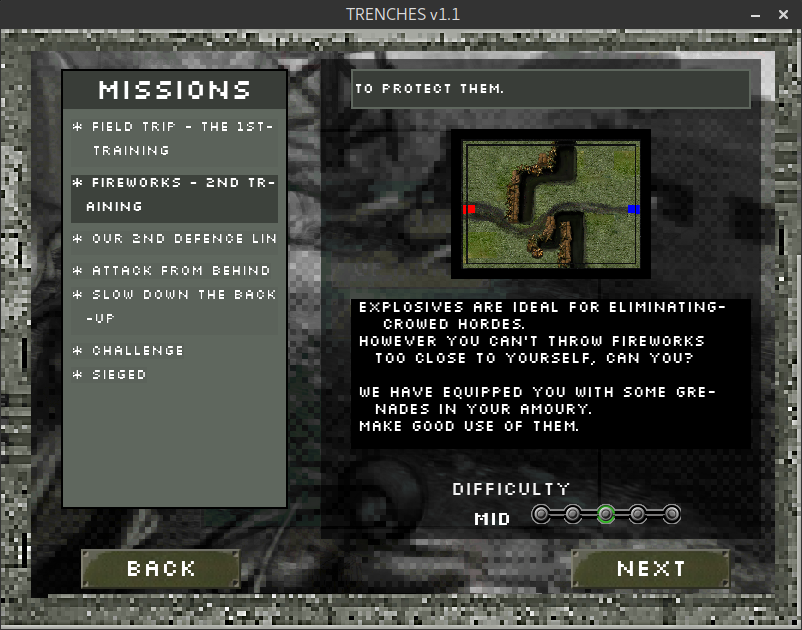 TRENCHES v1.1
MISSIONS
* FIELD TRIP - THE 1ST-
TRAINING
* FIREWORKS - 2ND TR-
AINING
* OUR 2ND DEFENCE LIN
* ATTACK FROM BEHIND
* SLOW DOWN THE BACK
-UP
* CHALLENGE
* SIEGED
TO PROTECT THEM.
EXPLOSIVES ARE IDEAL FOR ELIMINATING-
CROWED HORDES.
HOWEVER YOU CAN'T THROW FIREWORKS
TOO CLOSE TO YOURSELF, CAN YOU?
WE HAVE EQUIPPED YOU WITH SOME GRE-
NADES IN YOUR AMOURY.
MAKE GOOD USE OF THEM.
DIFFICULTY
MID
BACK
NEXT